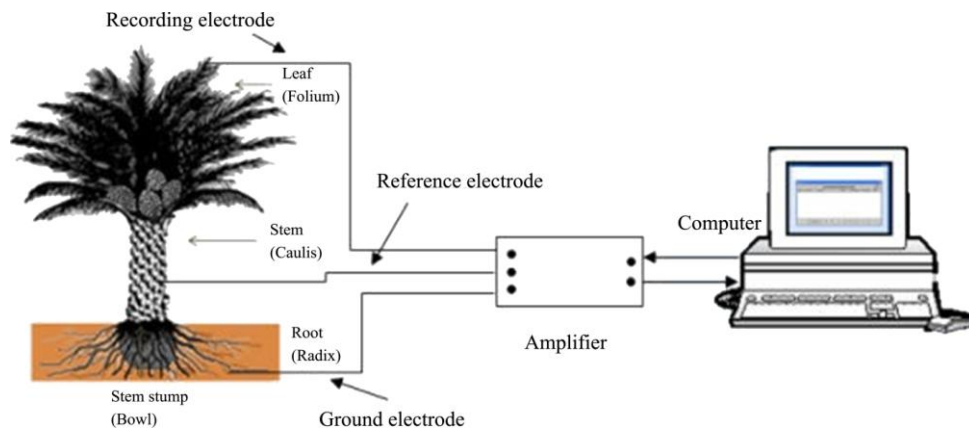 Recording electrode
Leaf
(Folium)
Reference electrode
Stem
(Caulis)
Computer
Amplifier
Root
(Radix)
Stem stump
(Bowl)
Ground electrode